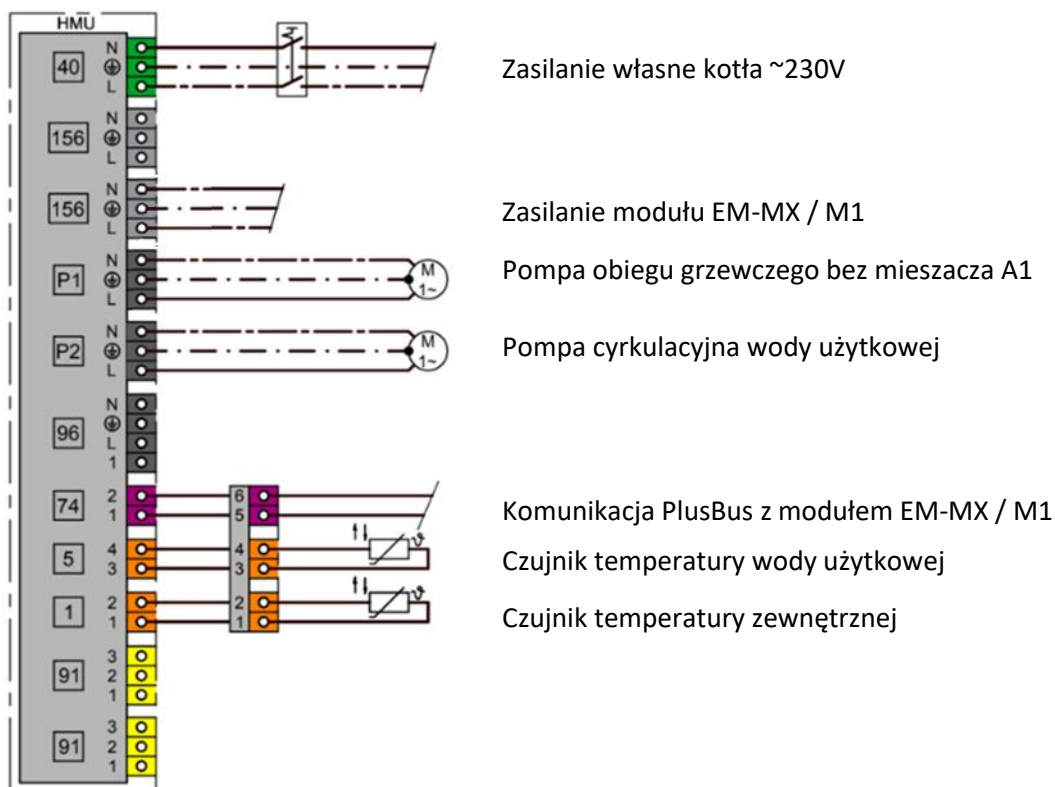 HMU
40 N
L
Zasilanie własne kotła ~230V
156 N
L
156 N
L
Zasilanie modułu EM-MX / M1
P1 N
L
M
1~
Pompa obiegu grzewczego bez mieszacza A1
P2 N
L
M
1~
Pompa cyrkulacyjna wody użytkowej
96 N
L
1
74 2 6
1 5
Komunikacja PlusBus z modułem EM-MX / M1
5 4 4 ϑ
3 3
Czujnik temperatury wody użytkowej
1 2 2 ϑ
1 1
Czujnik temperatury zewnętrznej
91 3
2
1
91 3
2
1